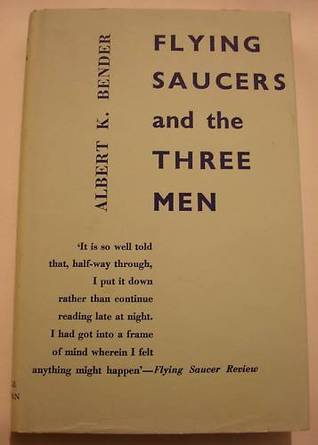 FLYING
SAUCERS
and the
THREE
MEN
ALBERT K. BENDER
'It is so well told
that, half-way through,
I put it down
rather than continue
reading late at night.
I had got into a frame
of mind wherein I felt
anything might happen'—Flying Saucer Review